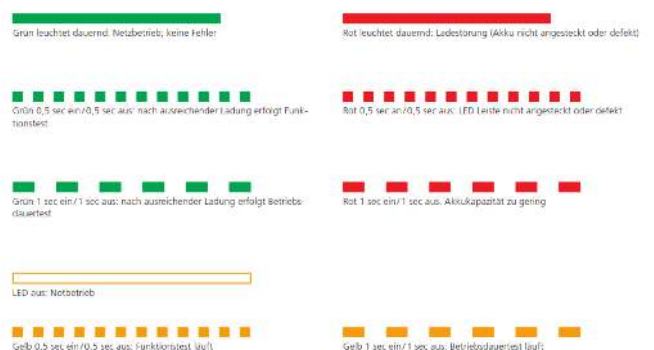 Grün leuchtet dauernd: Netzbetrieb; keine Fehler
Rot leuchtet dauernd: Ladestörung (Akku nicht angesteckt oder defekt)
Grün 0,5 sec ein/0,5 sec aus: nach ausreichender Ladung erfolgt Funk-
tionstest
Rot 0,5 sec an/0,5 sec aus: LED Leiste nicht angesteckt oder defekt
Grün 1 sec ein/1 sec aus: nach ausreichender Ladung erfolgt Betriebs-
dauertest
Rot 1 sec ein/1 sec aus: Akkukapazität zu gering
LED aus: Notbetrieb
Gelb 0,5 sec ein/0,5 sec aus: Funktionstest läuft
Gelb 1 sec ein/1 sec aus: Betriebsdauertest läuft